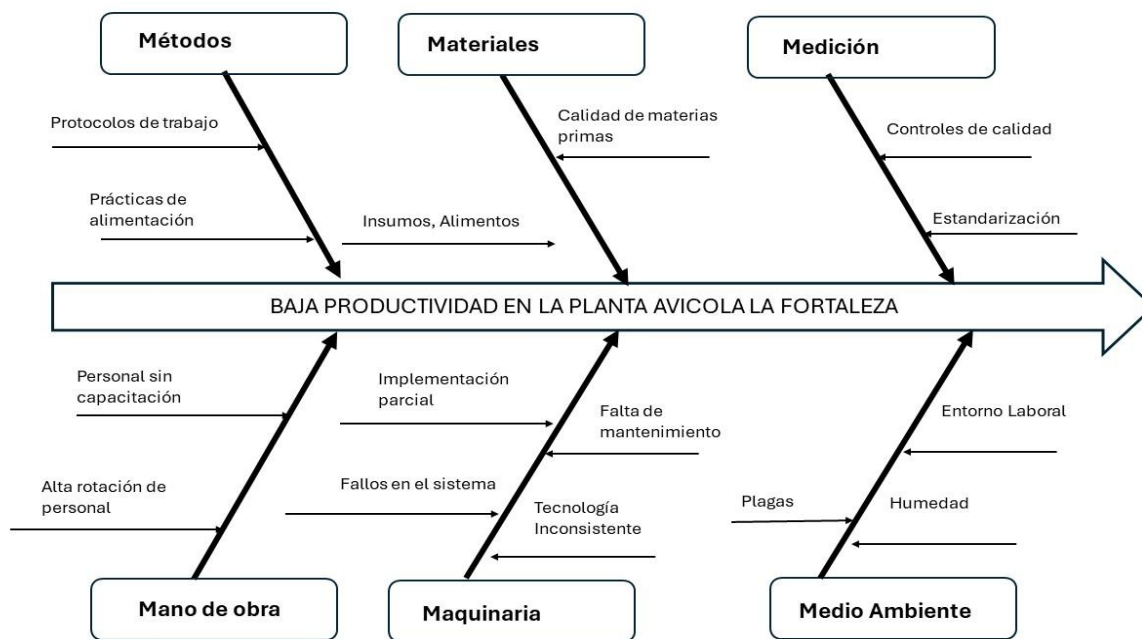 Métodos
Materiales
Medición
Protocolos de trabajo
Calidad de materias
primas
Controles de calidad
Prácticas de
alimentación
Insumos, Alimentos
Estandarización
BAJA PRODUCTIVIDAD EN LA PLANTA AVICOLA LA FORTALEZA
Personal sin
capacitación
Implementación
parcial
Falta de
mantenimiento
Entorno Laboral
Alta rotación de
personal
Fallos en el sistema
Tecnología
Inconsistente
Plagas
Humedad
Mano de obra
Maquinaria
Medio Ambiente